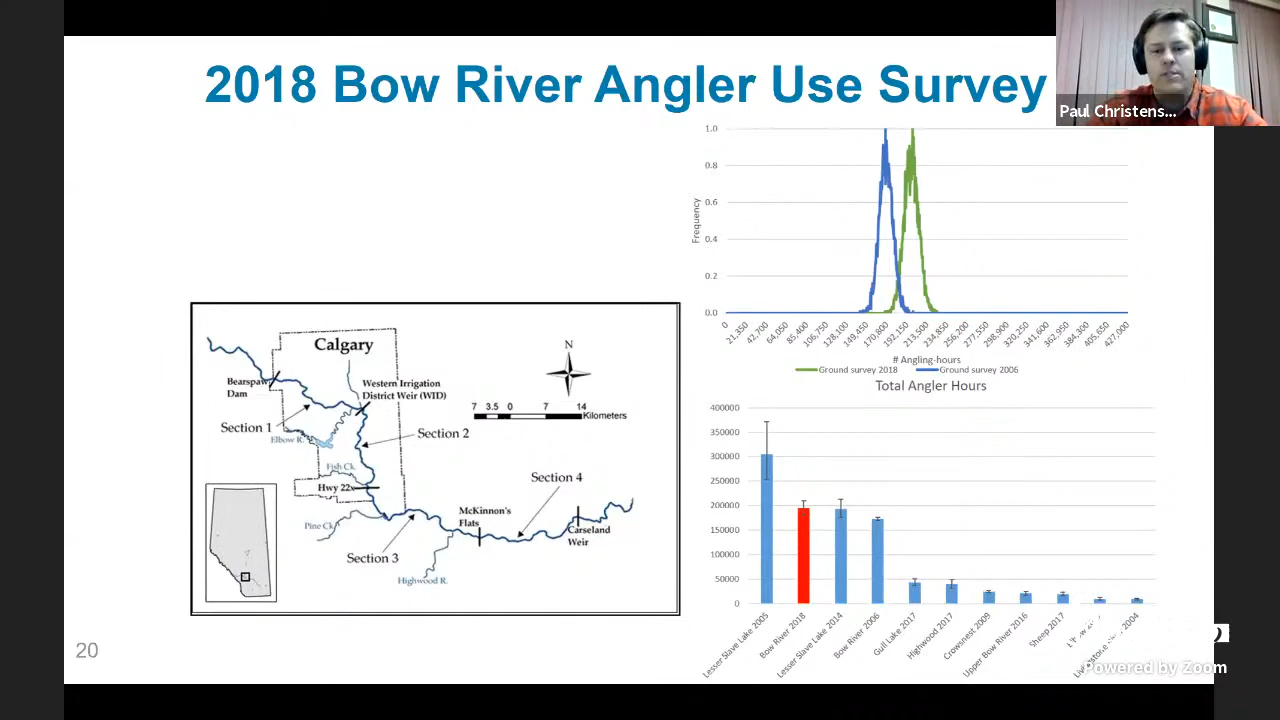 2018 Bow River Angler Use Survey
Paul Christens...
Calgary
N
Bearspaw
Dam
Western Irrigation
District Weir (WID)
7 3.5 0 7 14
Kilometers
Section 1
Elbow R.
Section 2
Fish Ck.
Hwy 22x
Section 4
McKinnon's
Flats
Carseland
Weir
Pine Ck
Section 3
Highwood R.
1.0
0.8
0.6
0.4
0.2
0.0
Frequency
0
21,350
42,700
64,050
85,400
106,750
128,100
149,450
170,800
192,150
213,500
234,850
256,200
277,550
298,900
320,250
341,600
362,950
384,300
405,650
427,000
# Angling-hours
Ground survey 2018 Ground survey 2006
Total Angler Hours
400000
350000
300000
250000
200000
150000
100000
50000
0
Lesser Slave Lake 2005
Bow River 2018
Lesser Slave Lake 2014
Bow River 2006
Gull Lake 2017
Highwood 2017
Crowsnest 2009
Upper Bow River 2016
Sheep 2017
2004
20
Powered by Zoom